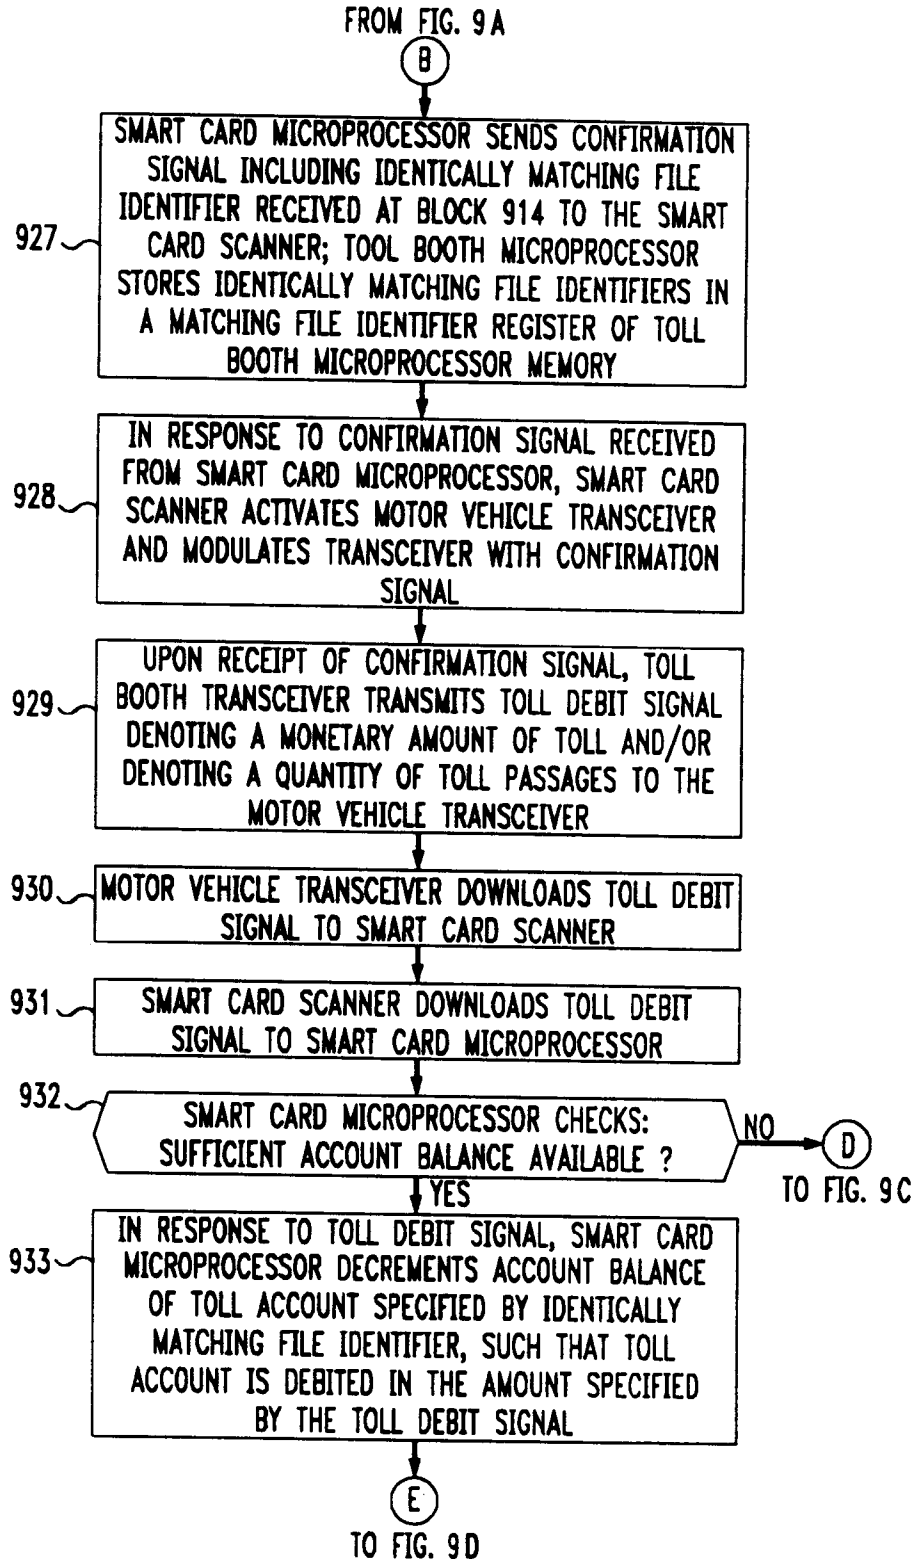 FROM FIG. 9A
B
SMART CARD MICROPROCESSOR SENDS CONFIRMATION
SIGNAL INCLUDING IDENTICALLY MATCHING FILE
IDENTIFIER RECEIVED AT BLOCK 914 TO THE SMART
927
CARD SCANNER; TOOL BOOTH MICROPROCESSOR
STORES IDENTICALLY MATCHING FILE IDENTIFIERS IN
A MATCHING FILE IDENTIFIER REGISTER OF TOLL
BOOTH MICROPROCESSOR MEMORY
IN RESPONSE TO CONFIRMATION SIGNAL RECEIVED
FROM SMART CARD MICROPROCESSOR, SMART CARD
928
SCANNER ACTIVATES MOTOR VEHICLE TRANSCEIVER
AND MODULATES TRANSCEIVER WITH CONFIRMATION
SIGNAL
UPON RECEIPT OF CONFIRMATION SIGNAL, TOLL
929
BOOTH TRANSCEIVER TRANSMITS TOLL DEBIT SIGNAL
DENOTING A MONETARY AMOUNT OF TOLL AND/OR
DENOTING A QUANTITY OF TOLL PASSAGES TO THE
MOTOR VEHICLE TRANSCEIVER
930
MOTOR VEHICLE TRANSCEIVER DOWNLOADS TOLL DEBIT
SIGNAL TO SMART CARD SCANNER
931
SMART CARD SCANNER DOWNLOADS TOLL DEBIT
SIGNAL TO SMART CARD MICROPROCESSOR
932
SMART CARD MICROPROCESSOR CHECKS:
SUFFICIENT ACCOUNT BALANCE AVAILABLE ?
NO
D
TO FIG. 9C
YES
IN RESPONSE TO TOLL DEBIT SIGNAL, SMART CARD
933
MICROPROCESSOR DECREMENTS ACCOUNT BALANCE
OF TOLL ACCOUNT SPECIFIED BY IDENTICALLY
MATCHING FILE IDENTIFIER, SUCH THAT TOLL
ACCOUNT IS DEBITED IN THE AMOUNT SPECIFIED
BY THE TOLL DEBIT SIGNAL
E
TO FIG. 9D